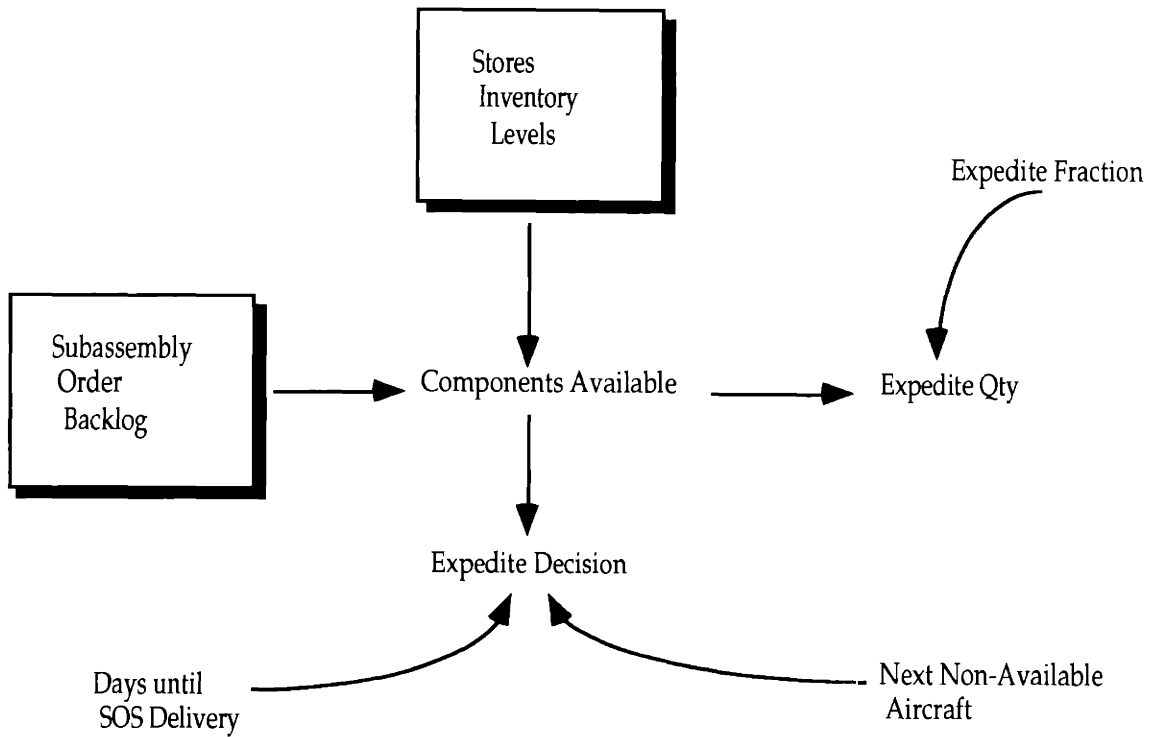 Stores
Inventory
Levels
Expedite Fraction
Subassembly
Order
Backlog
Components Available
Expedite Qty
Expedite Decision
Days until
SOS Delivery
Next Non-Available
Aircraft